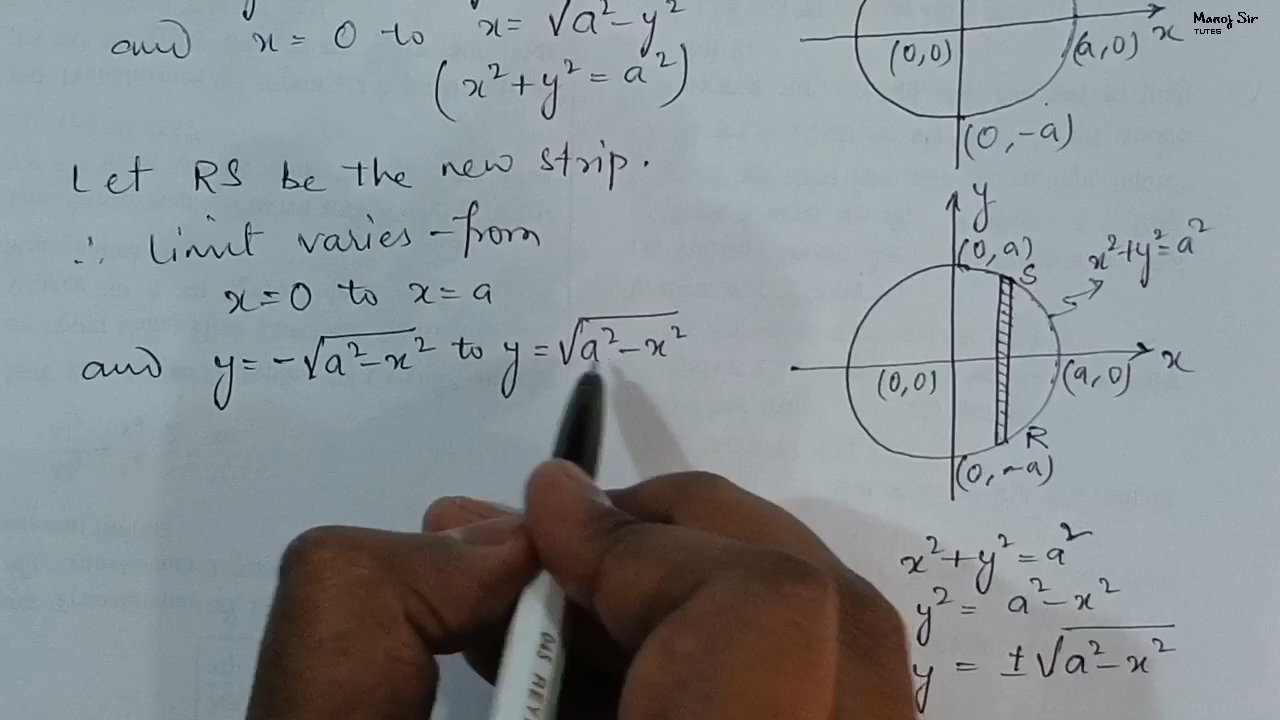 and x = 0 to x = √a²-y²
(x²+y² = a²)
Let RS be the new strip.
∴ limit varies from
x=0 to x=a
and y=-√a²-x² to y=√a²-x²
Manoj Sir
TUTES
x
(0,0)
(a,0)
(0,-a)
y
(0,a)
S
x²+y²=a²
x
(0,0)
(a,0)
R
(0,-a)
x²+y²=a²
y²= a²-x²
y = ±√a²-x²